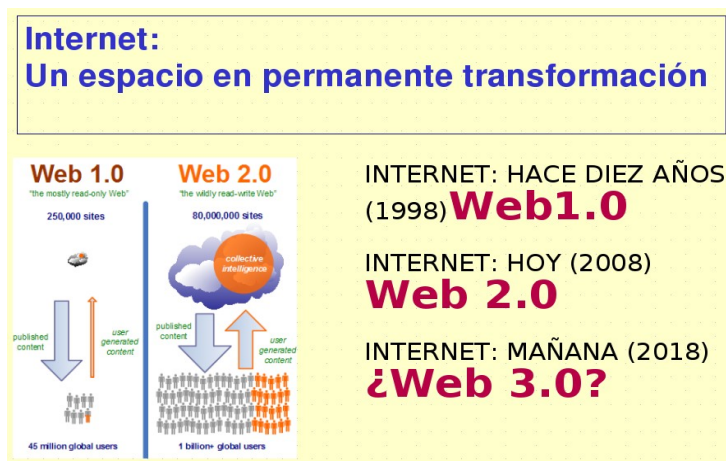 Internet:
Un espacio en permanente transformación
Web 1.0
"the mostly read-only Web"
250,000 sites
published
content
user
generated
content
45 million global users
Web 2.0
"the wildly read-write Web"
80,000,000 sites
collective
intelligence
published
content
user
generated
content
1 billion+ global users
INTERNET: HACE DIEZ AÑOS
(1998) Web1.0
INTERNET: HOY (2008)
Web 2.0
INTERNET: MAÑANA (2018)
¿Web 3.0?